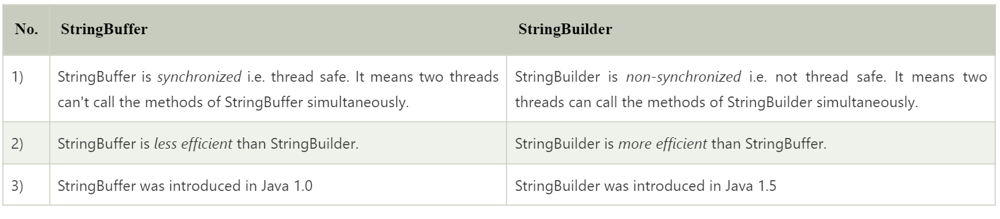 No. StringBuffer StringBuilder
1) StringBuffer is synchronized i.e. thread safe. It means two threads
can't call the methods of StringBuffer simultaneously.
StringBuilder is non-synchronized i.e. not thread safe. It means two
threads can call the methods of StringBuilder simultaneously.
2) StringBuffer is less efficient than StringBuilder. StringBuilder is more efficient than StringBuffer.
3) StringBuffer was introduced in Java 1.0 StringBuilder was introduced in Java 1.5